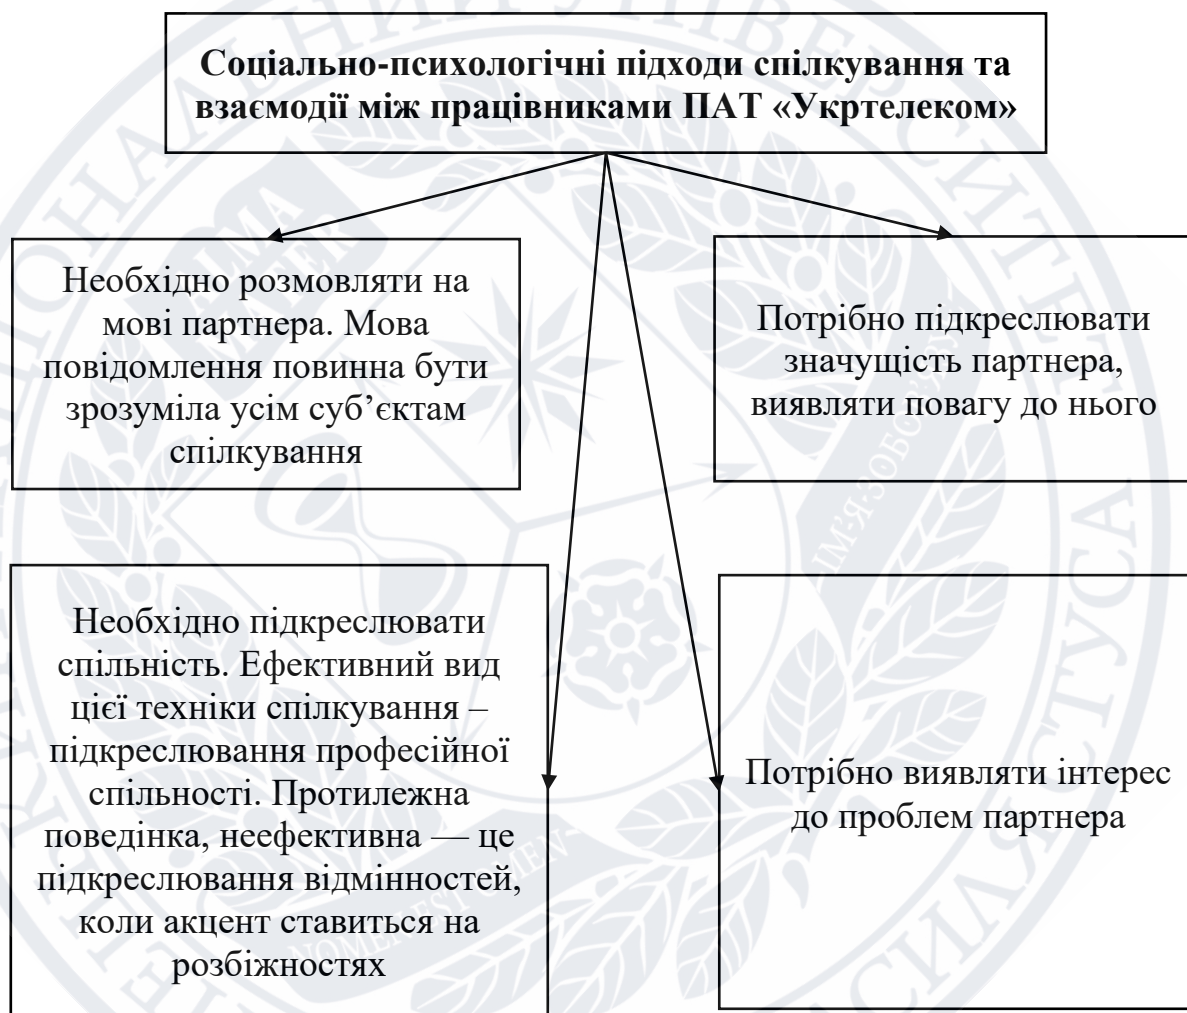 Соціально-психологічні підходи спілкування та
взаємодії між працівниками ПАТ «Укртелеком»
Необхідно розмовляти на
мові партнера. Мова
повідомлення повинна бути
зрозуміла усім суб’єктам
спілкування
Потрібно підкреслювати
значущість партнера,
виявляти повагу до нього
Необхідно підкреслювати
спільність. Ефективний вид
цієї техніки спілкування –
підкреслювання професійної
спільності. Протилежна
поведінка, неефективна — це
підкреслювання відмінностей,
коли акцент ставиться на
розбіжностях
Потрібно виявляти інтерес
до проблем партнера